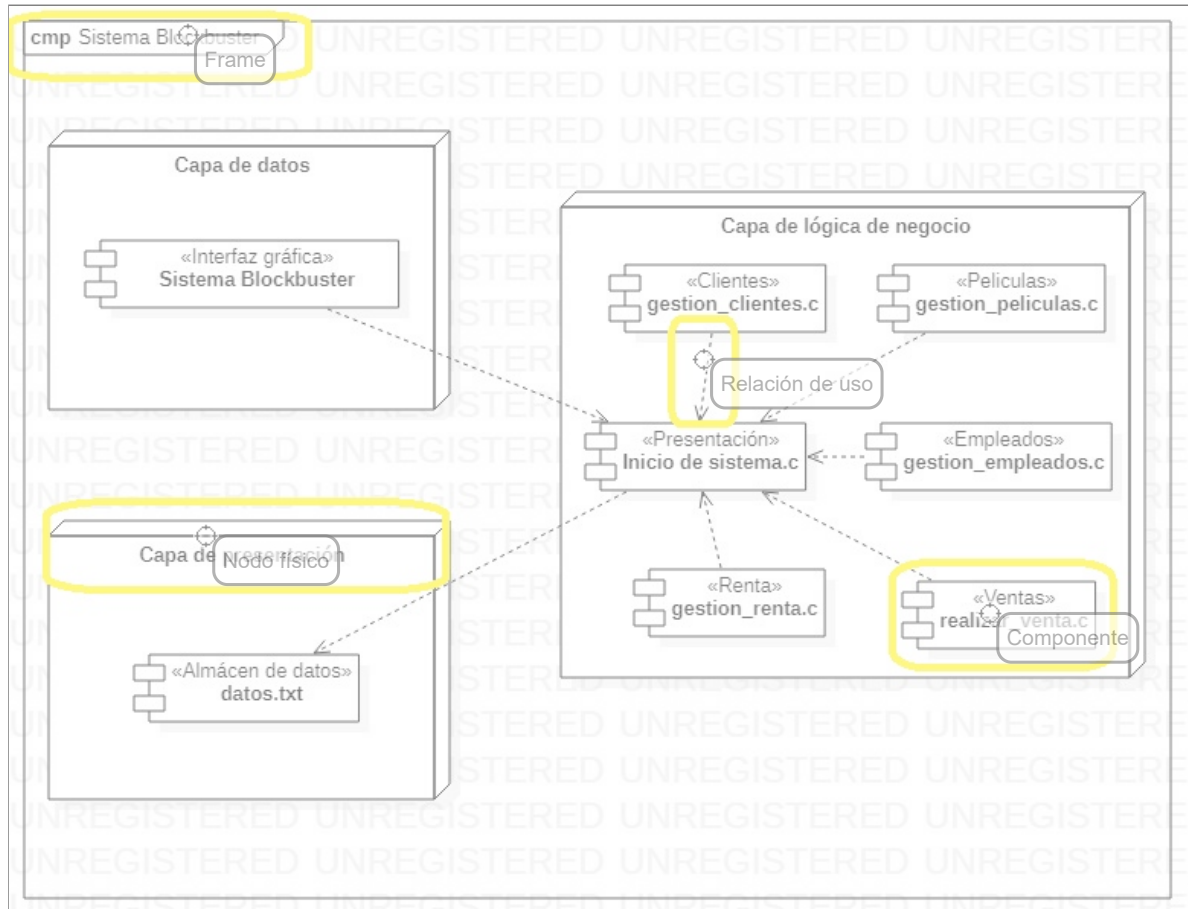 cmp Sistema Blockbuster
Frame
Capa de datos
«Interfaz gráfica»
Sistema Blockbuster
Capa de lógica de negocio
«Clientes»
gestion_clientes.c
«Peliculas»
gestion_peliculas.c
Relación de uso
«Presentación»
Inicio de sistema.c
«Empleados»
gestion_empleados.c
Capa de presentación
Nodo físico
«Renta»
gestion_renta.c
«Ventas»
realizar_venta.c
Componente
«Almácen de datos»
datos.txt
UNREGISTERED UNREGISTERED UNREGISTERED UNREGISTERED